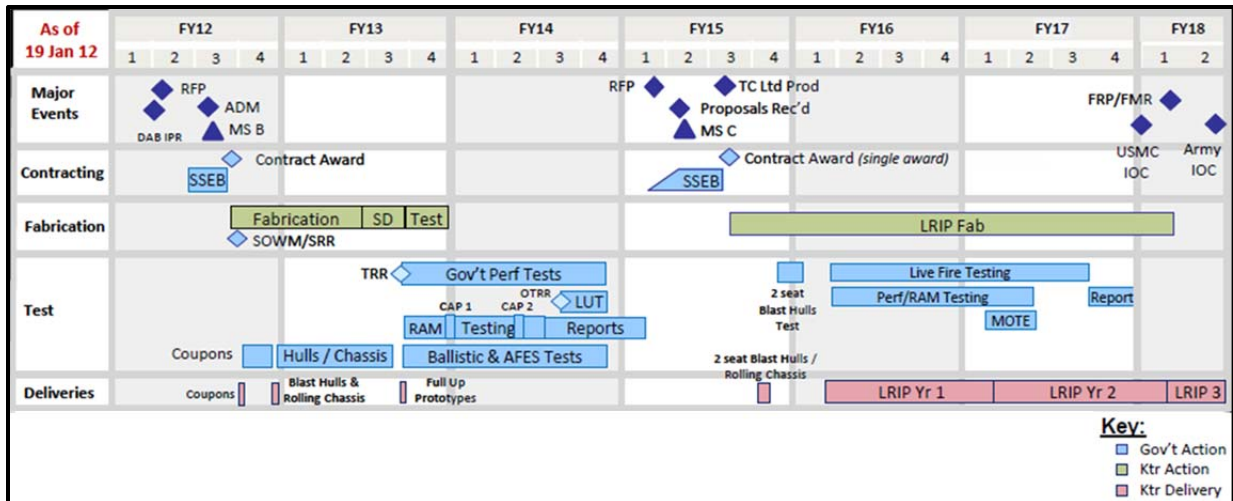 As of
19 Jan 12
FY12 FY13 FY14 FY15 FY16 FY17 FY18
1 2 3 4 1 2 3 4 1 2 3 4 1 2 3 4 1 2 3 4 1 2 3 4 1 2
Major
Events
RFP
ADM
DAB IPR
MS B
RFP
TC Ltd Prod
Proposals Rec'd
MS C
FRP/FMR
USMC
IOC
Army
IOC
Contracting
Contract Award
SSEB
Contract Award (single award)
SSEB
Fabrication
Fabrication SD Test
SOWM/SRR
LRIP Fab
Test
TRR
Gov't Perf Tests
OTRR
LUT
CAP 1
CAP 2
RAM Testing Reports
Coupons
Hulls / Chassis
Ballistic & AFES Tests
2 seat
Blast Hulls
Test
Live Fire Testing
Perf/RAM Testing
Report
MOTE
Deliveries
Coupons
Blast Hulls &
Rolling Chassis
Full Up
Prototypes
2 seat Blast Hulls /
Rolling Chassis
LRIP Yr 1 LRIP Yr 2 LRIP 3
Key:
Gov't Action
Ktr Action
Ktr Delivery